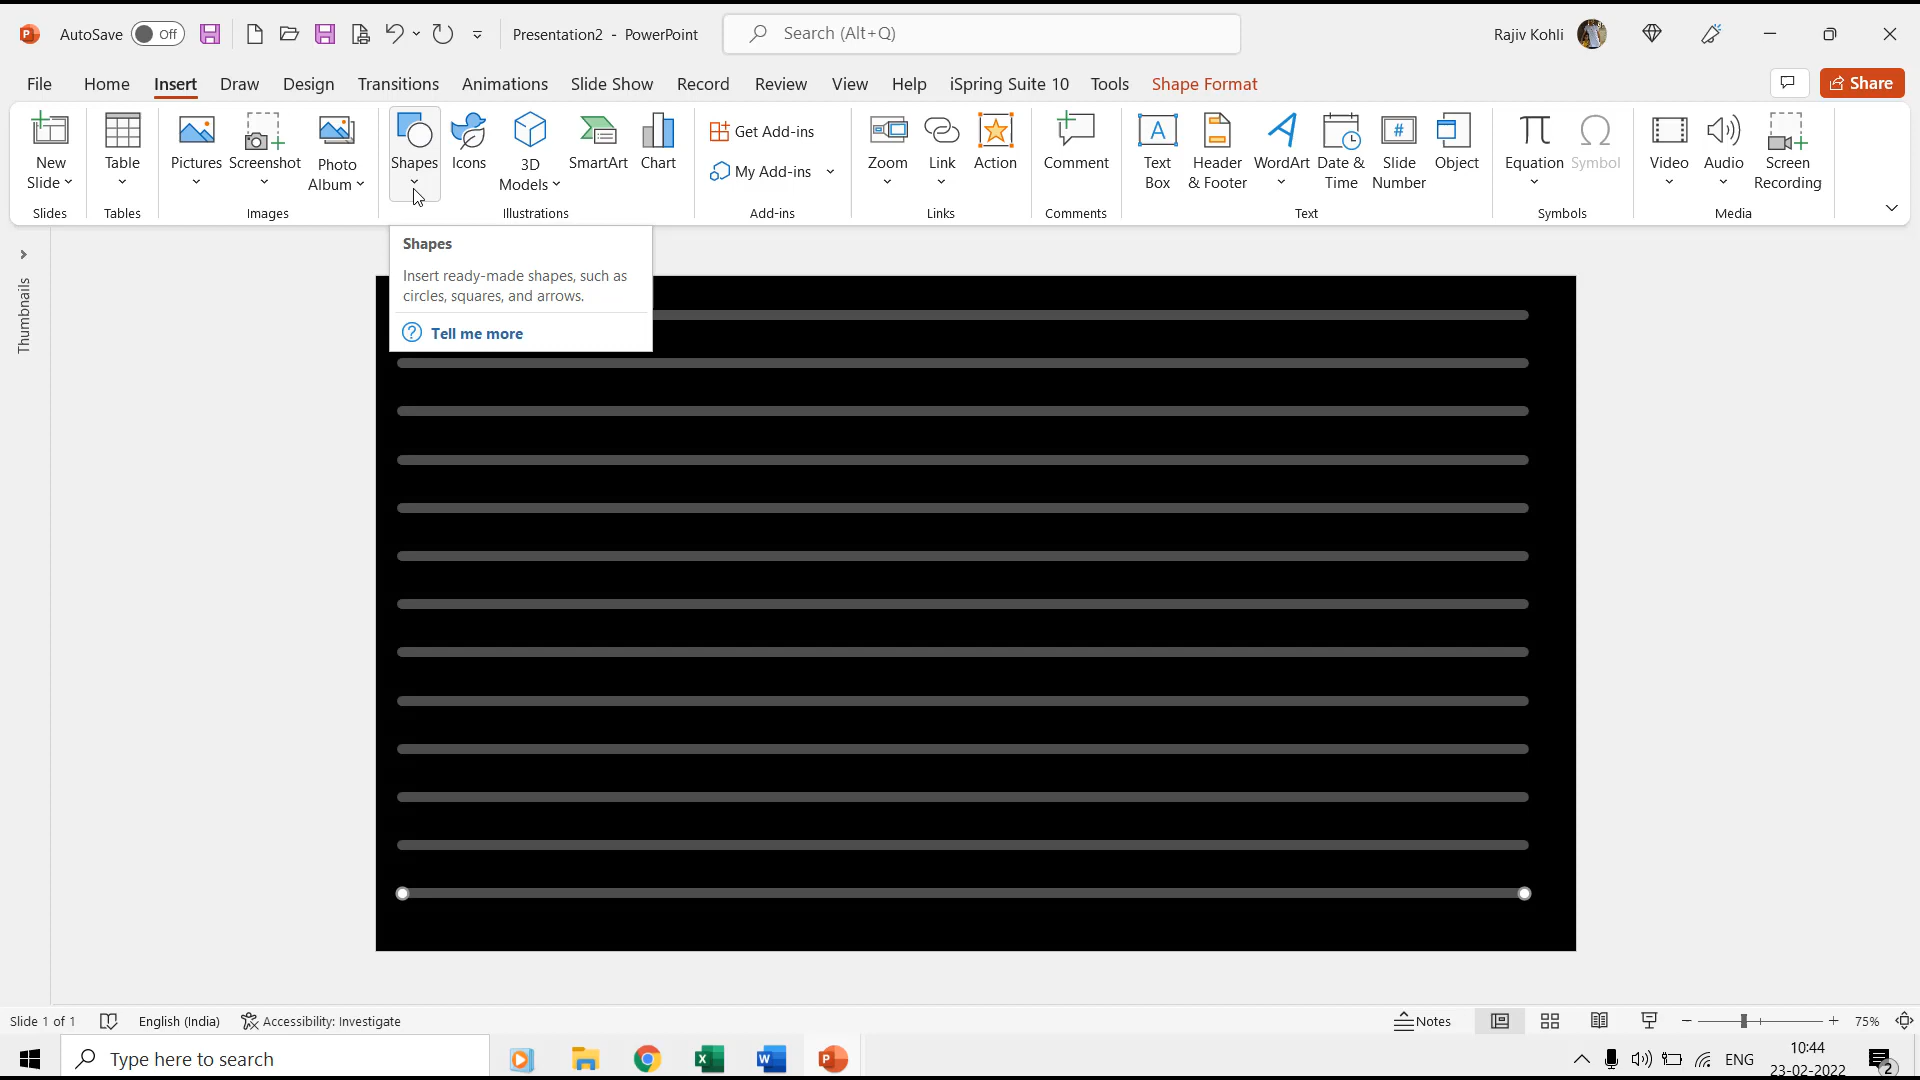 AutoSave Off Presentation2 - PowerPoint Search (Alt+Q) Rajiv Kohli
File Home Insert Draw Design Transitions Animations Slide Show Record Review View Help iSpring Suite 10 Tools Shape Format Share
New Slide
Table
Pictures
Screenshot
Photo Album
Shapes
Icons
3D Models
SmartArt
Chart
Get Add-ins
My Add-ins
Zoom
Link
Action
Comment
Text Box
Header & Footer
WordArt
Date & Time
Slide Number
Object
Equation
Symbol
Video
Audio
Screen Recording
Slides Tables Images Illustrations Add-ins Links Comments Text Symbols Media
Thumbnails
Shapes
Insert ready-made shapes, such as
circles, squares, and arrows.
Tell me more
Slide 1 of 1 English (India) Accessibility: Investigate Notes 75%
Type here to search ENG 10:44
23-02-2022 2